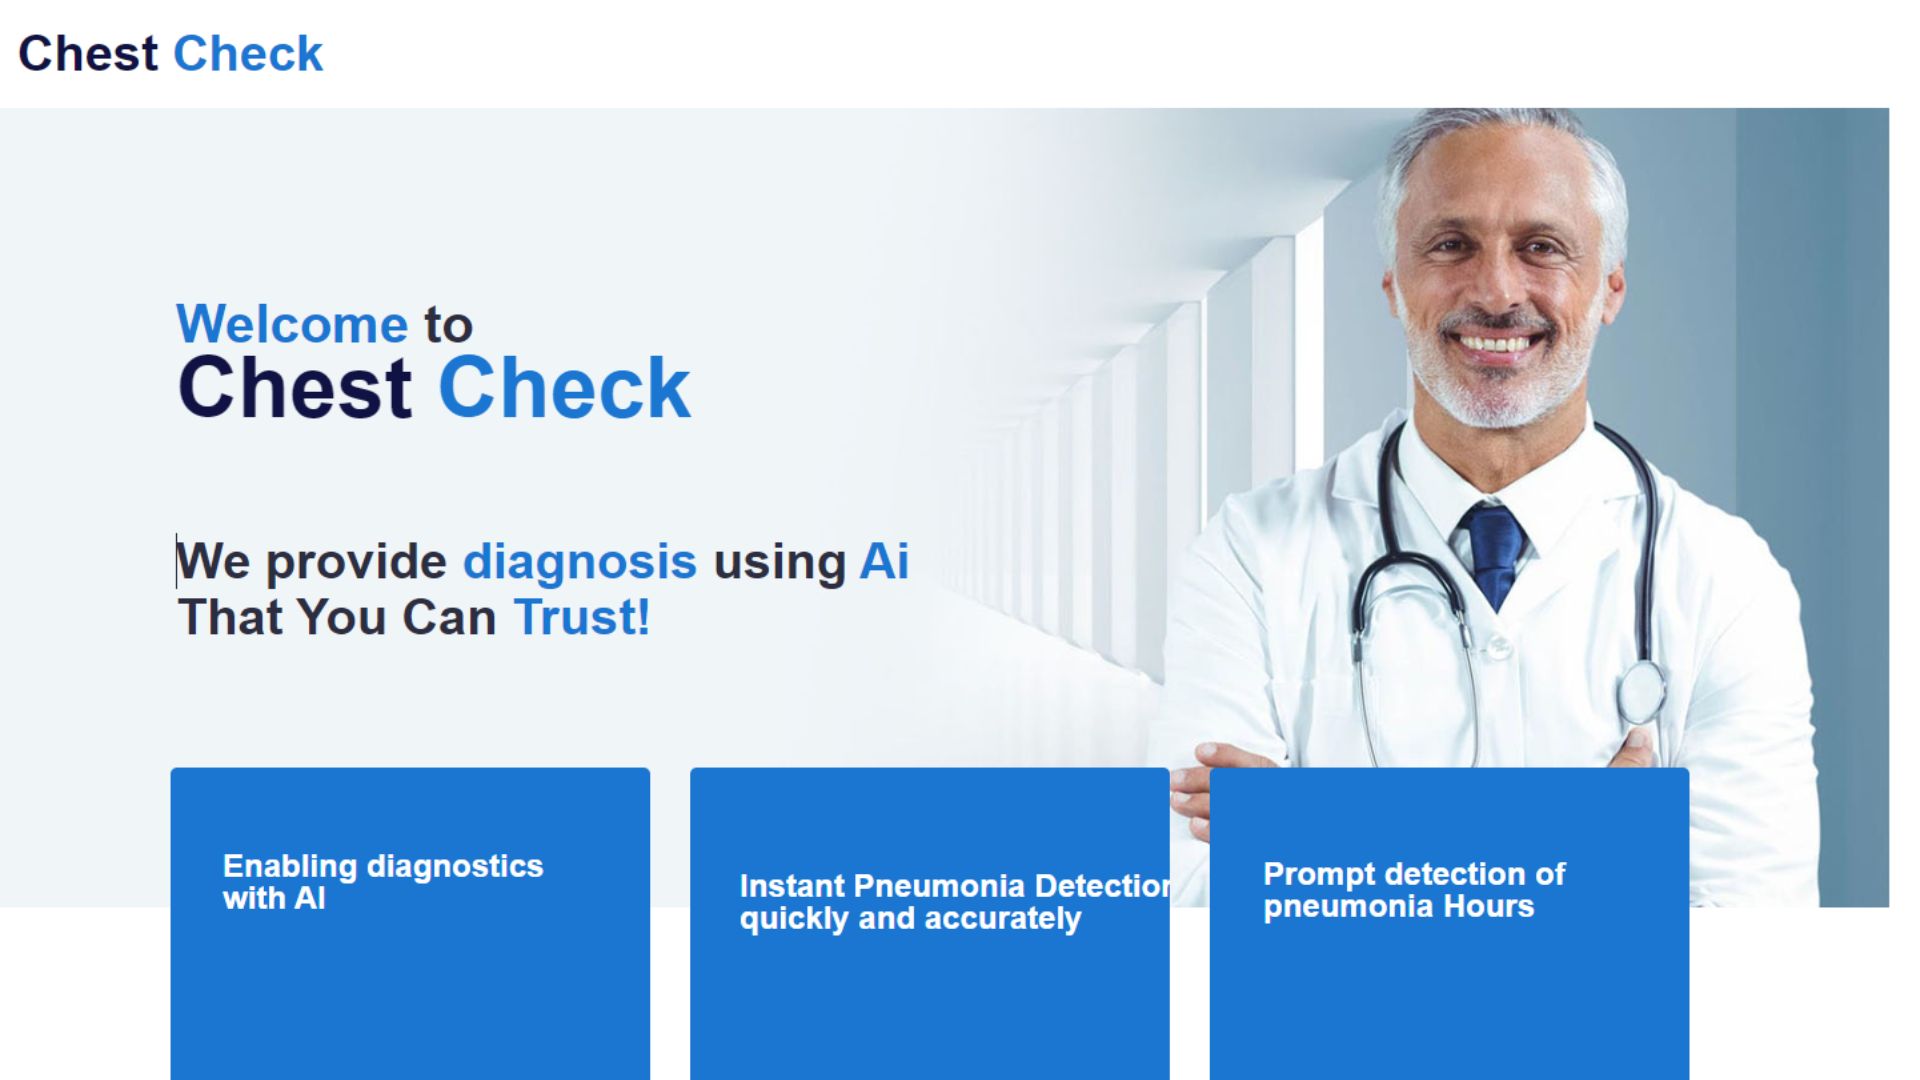 Chest Check
Welcome to
Chest Check
We provide diagnosis using Ai
That You Can Trust!
Enabling diagnostics
with AI
Instant Pneumonia Detection
quickly and accurately
Prompt detection of
pneumonia Hours